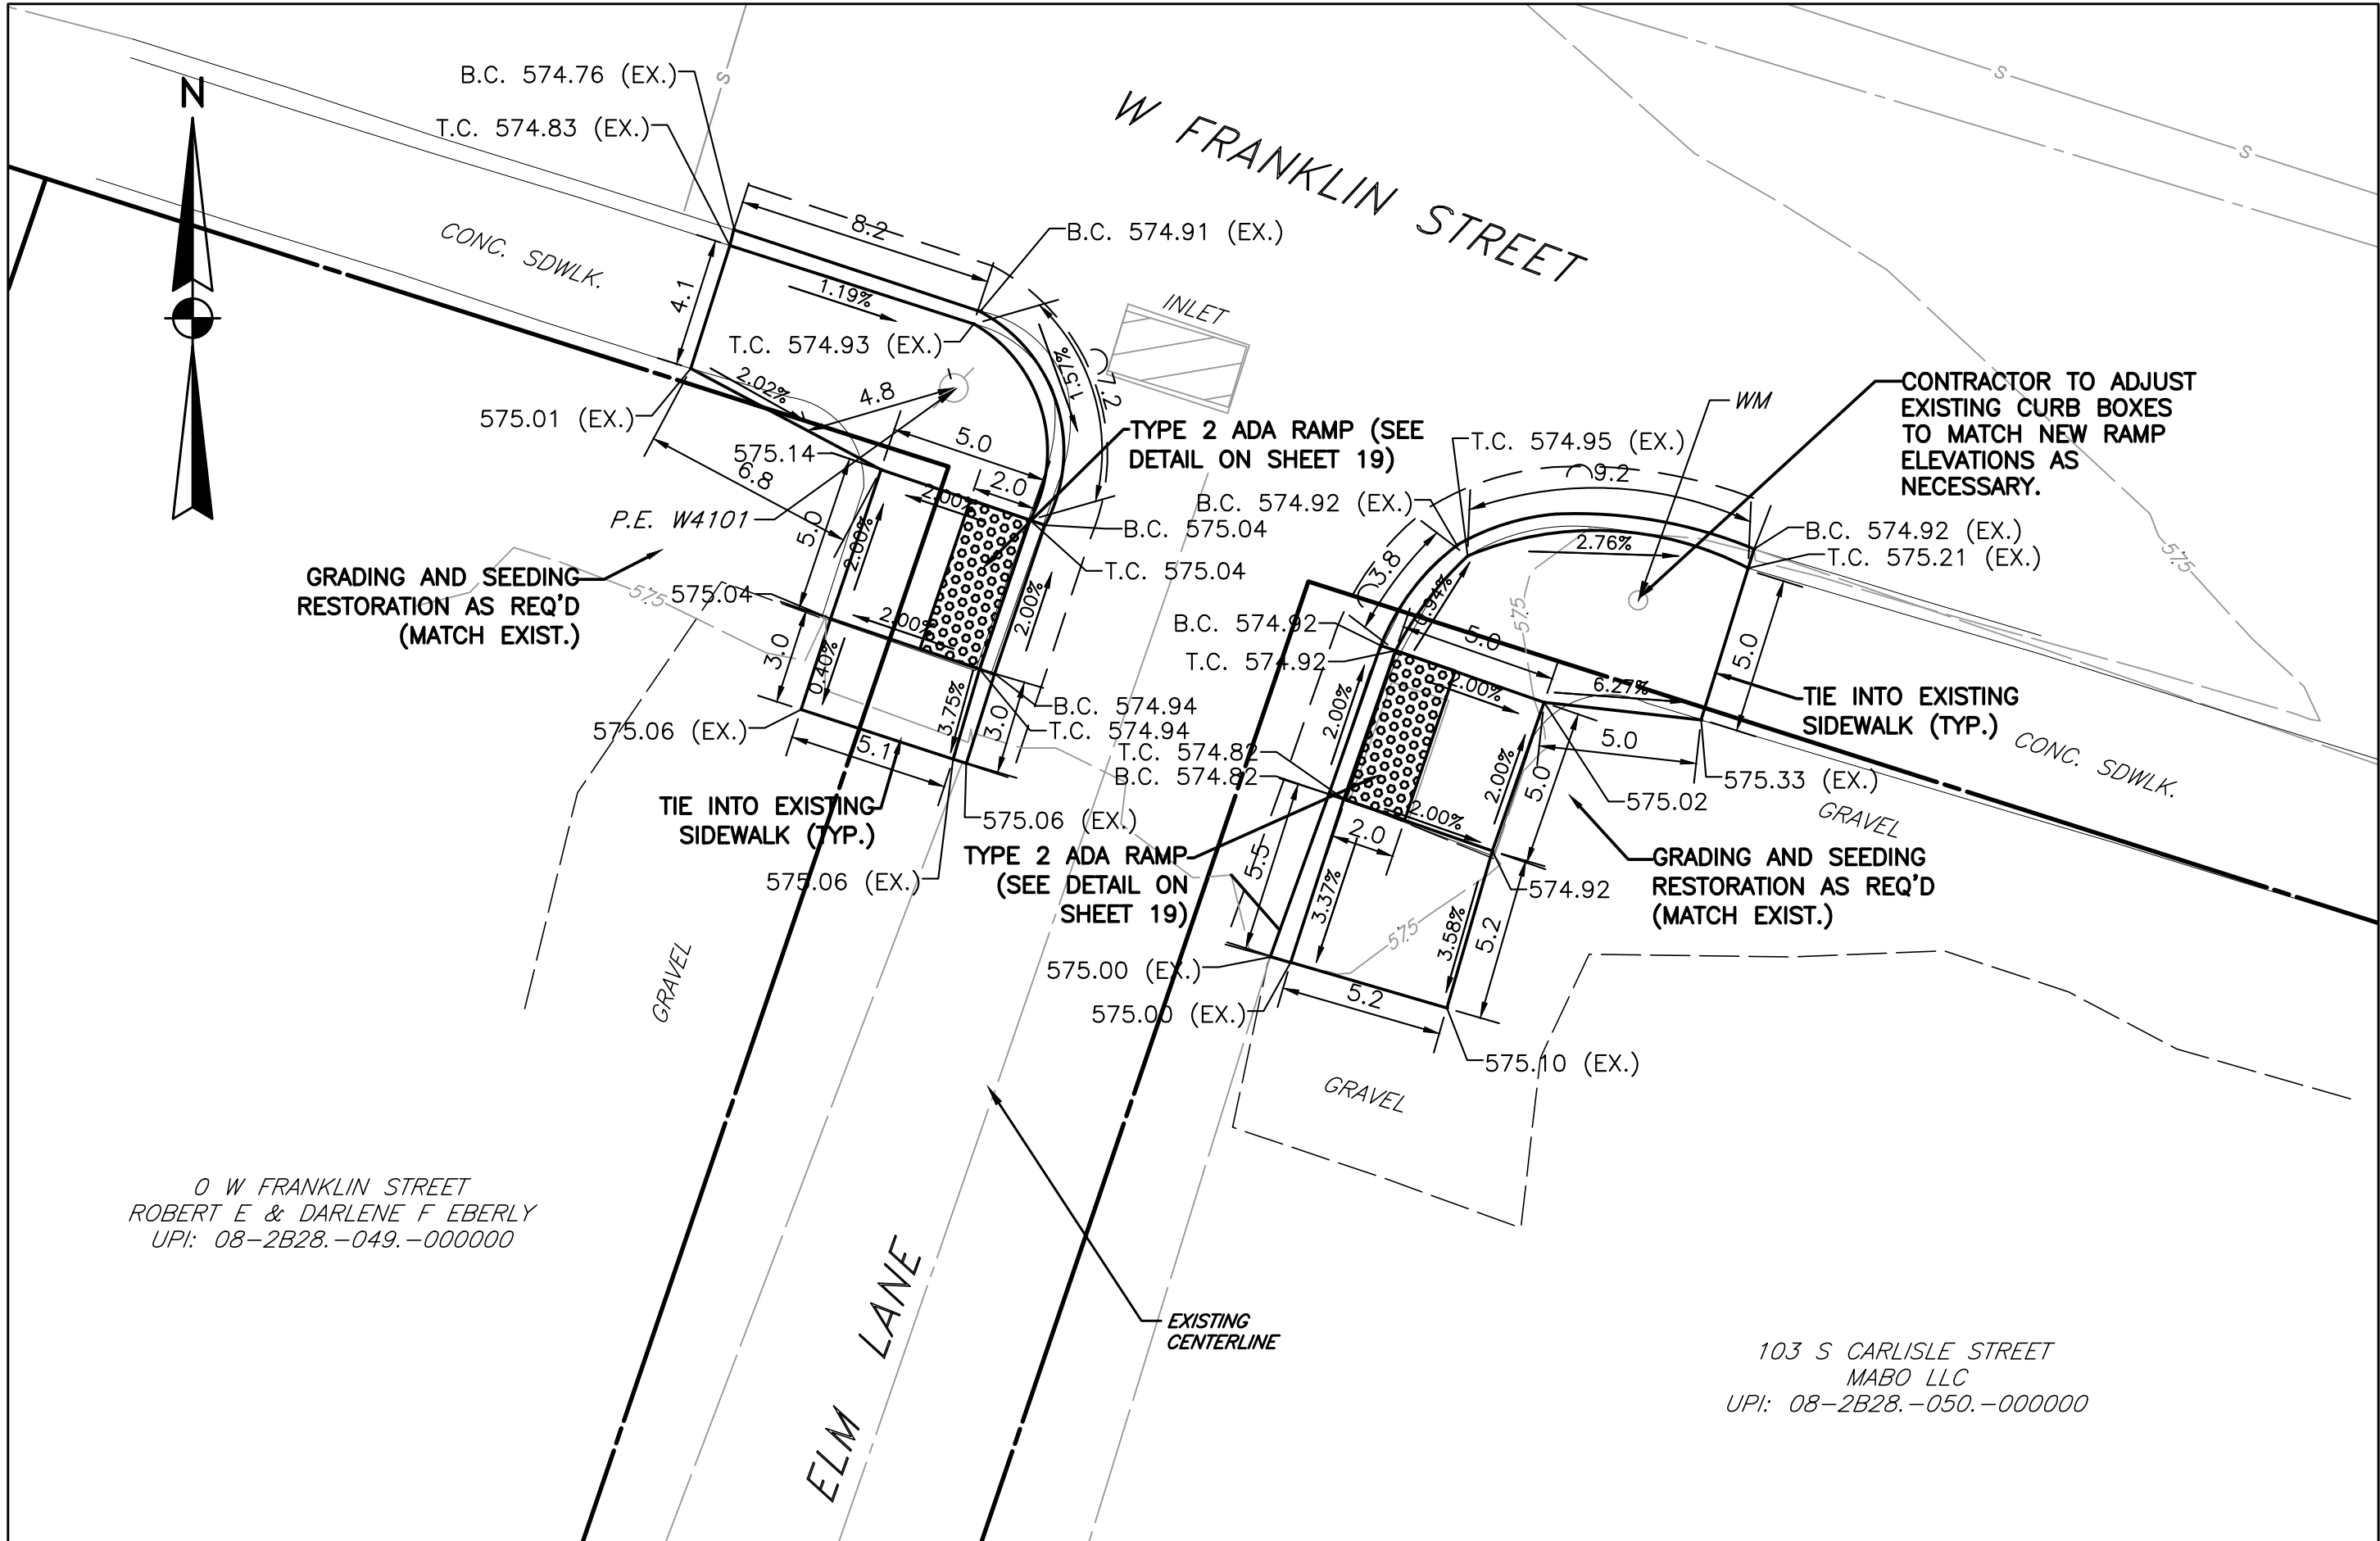 N
B.C. 574.76 (EX.)
T.C. 574.83 (EX.)
S
S
S
W FRANKLIN STREET
CONC. SDWLK.
8.2
B.C. 574.91 (EX.)
4.1
1.19%
INLET
T.C. 574.93 (EX.)
1.57%
7.2
2.02%
4.8
575.01 (EX.)
5.0
TYPE 2 ADA RAMP (SEE
DETAIL ON SHEET 19)
575.14
6.8
2.0
2.00%
P.E. W4101
5.0
2.00%
B.C. 575.04
T.C. 575.04
GRADING AND SEEDING
RESTORATION AS REQ'D
(MATCH EXIST.)
575
575.04
2.00%
2.00%
3.0
0.40%
3.75%
3.0
B.C. 574.94
T.C. 574.94
575.06 (EX.)
5.1
TIE INTO EXISTING
SIDEWALK (TYP.)
575.06 (EX.)
575.06 (EX.)
CONTRACTOR TO ADJUST
EXISTING CURB BOXES
TO MATCH NEW RAMP
ELEVATIONS AS
NECESSARY.
WM
T.C. 574.95 (EX.)
9.2
B.C. 574.92 (EX.)
B.C. 574.92 (EX.)
T.C. 575.21 (EX.)
2.76%
3.8
575
575
B.C. 574.92
T.C. 574.92
5.0
5.0
2.00%
2.00%
6.27%
TIE INTO EXISTING
SIDEWALK (TYP.)
CONC. SDWLK.
T.C. 574.82
B.C. 574.82
5.0
5.0
2.00%
575.33 (EX.)
575.02
GRAVEL
2.00%
2.0
TYPE 2 ADA RAMP
(SEE DETAIL ON
SHEET 19)
GRADING AND SEEDING
RESTORATION AS REQ'D
(MATCH EXIST.)
574.92
5.5
3.37%
3.58%
5.2
575
575.00 (EX.)
575.00 (EX.)
5.2
575.10 (EX.)
GRAVEL
GRAVEL
0 W FRANKLIN STREET
ROBERT E & DARLENE F EBERLY
UPI: 08-2B28.-049.-000000
ELM LANE
EXISTING
CENTERLINE
103 S CARLISLE STREET
MABO LLC
UPI: 08-2B28.-050.-000000